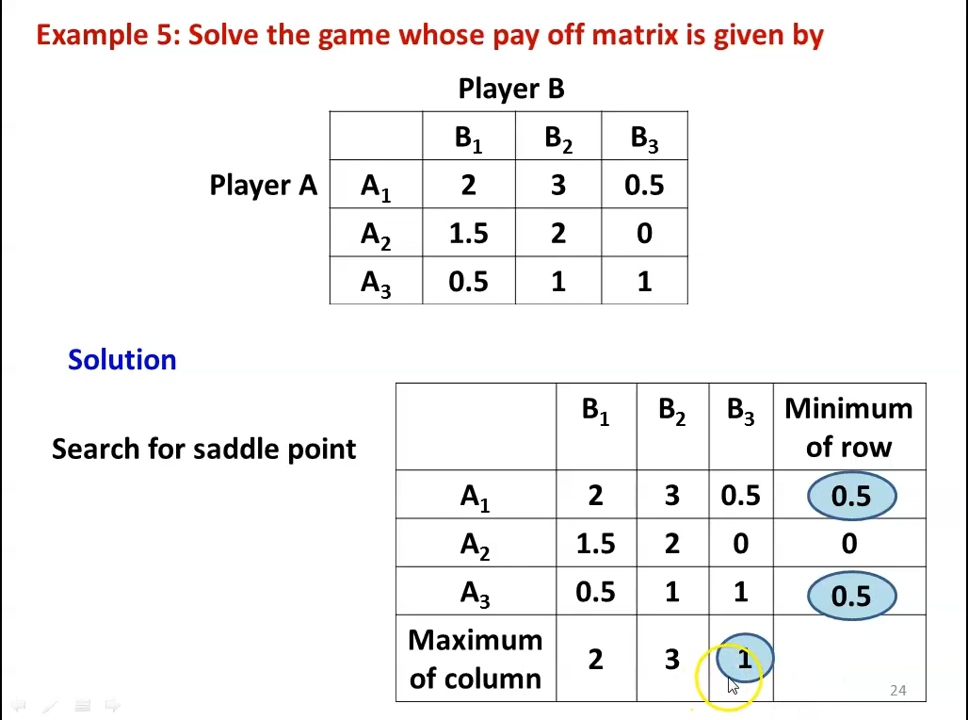 Example 5: Solve the game whose pay off matrix is given by
Player B
B₁ B₂ B₃
Player A A₁ 2 3 0.5
A₂ 1.5 2 0
A₃ 0.5 1 1
Solution
Search for saddle point
B₁ B₂ B₃ Minimum
of row
A₁ 2 3 0.5 0.5
A₂ 1.5 2 0 0
A₃ 0.5 1 1 0.5
Maximum
of column 2 3 1
24